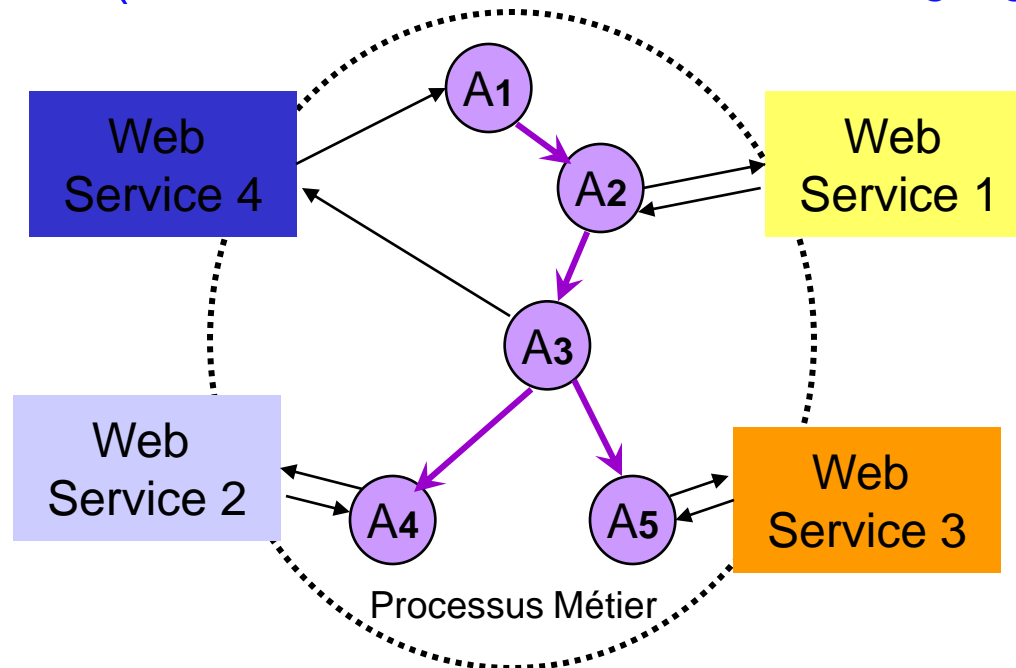 (
A1
Web
Service 4
Web
Service 1
A2
A3
Web
Service 2
Web
Service 3
A4
A5
Processus Métier